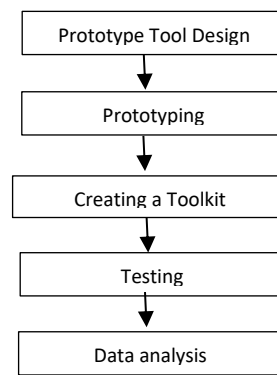 Prototype Tool Design
Prototyping
Creating a Toolkit
Testing
Data analysis